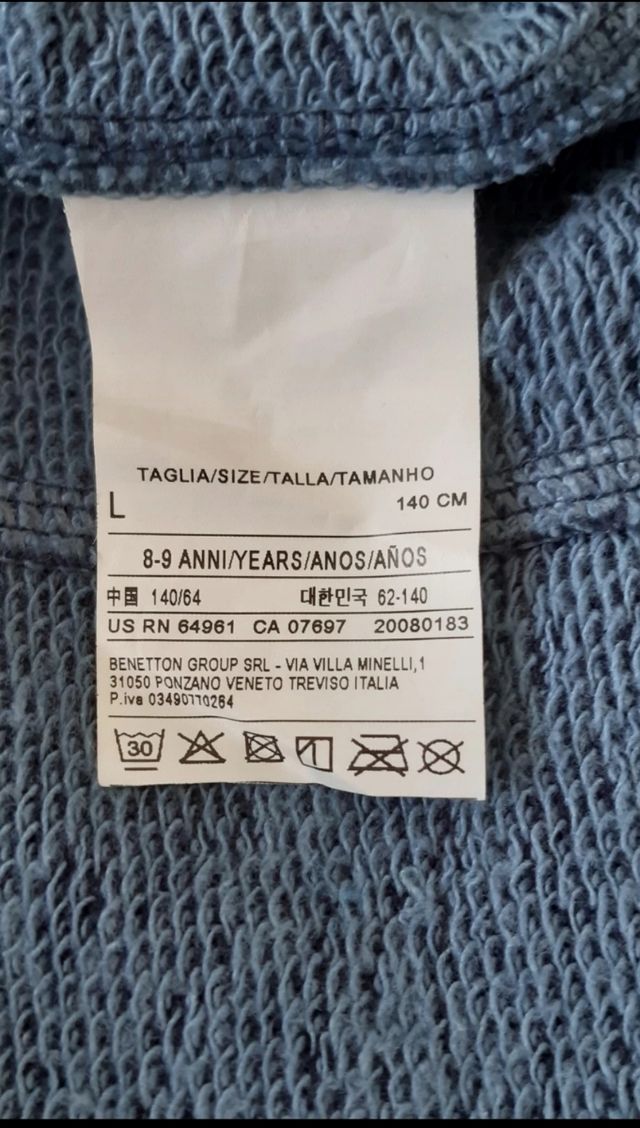 TAGLIA/SIZE/TALLA/TAMANHO
L 140 CM
8-9 ANNI/YEARS/ANOS/AÑOS
中国 140/64 대한민국 62-140
US RN 64961 CA 07697 20080183
BENETTON GROUP SRL - VIA VILLA MINELLI,1
31050 PONZANO VENETO TREVISO ITALIA
P.iva 03490770264
30